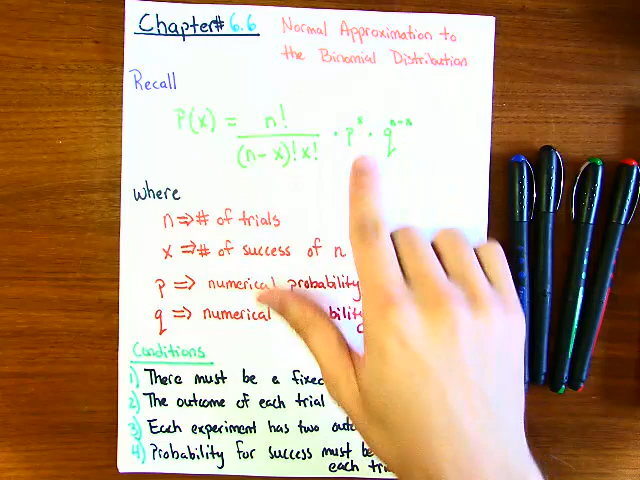 Chapter# 6.6
Normal Approximation to
the Binomial Distribution
Recall
P(x) = n! / (n-x)! x! · p^x · q^n-x
where
n => # of trials
x => # of success of n
p => numerical probability
q => numerical
Conditions
1) There must be a fixed
2) The outcome of each trial
3) Each experiment has two
4) Probability for success must be
each